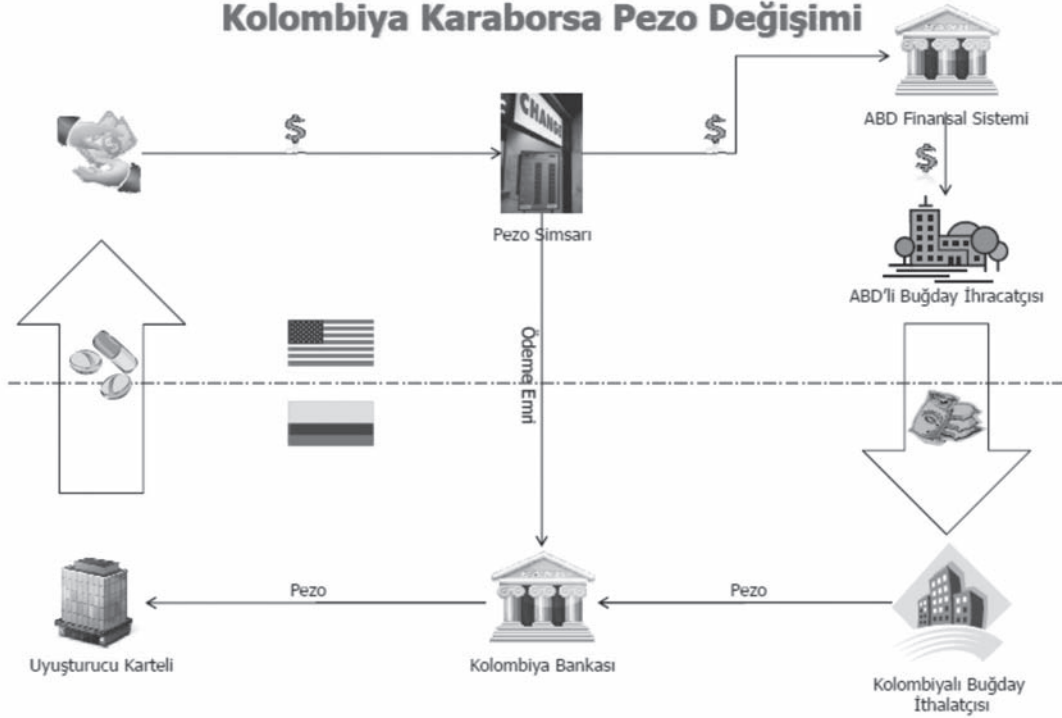 Kolombiya Karaborsa Pezo Değişimi
$
CHANGE
$
ABD Finansal Sistemi
$
Pezo Simsarı
ABD'li Buğday İhracatçısı
Ödeme Emri
Pezo
Pezo
Uyuşturucu Karteli
Kolombiya Bankası
Kolombiyalı Buğday
İthalatçısı